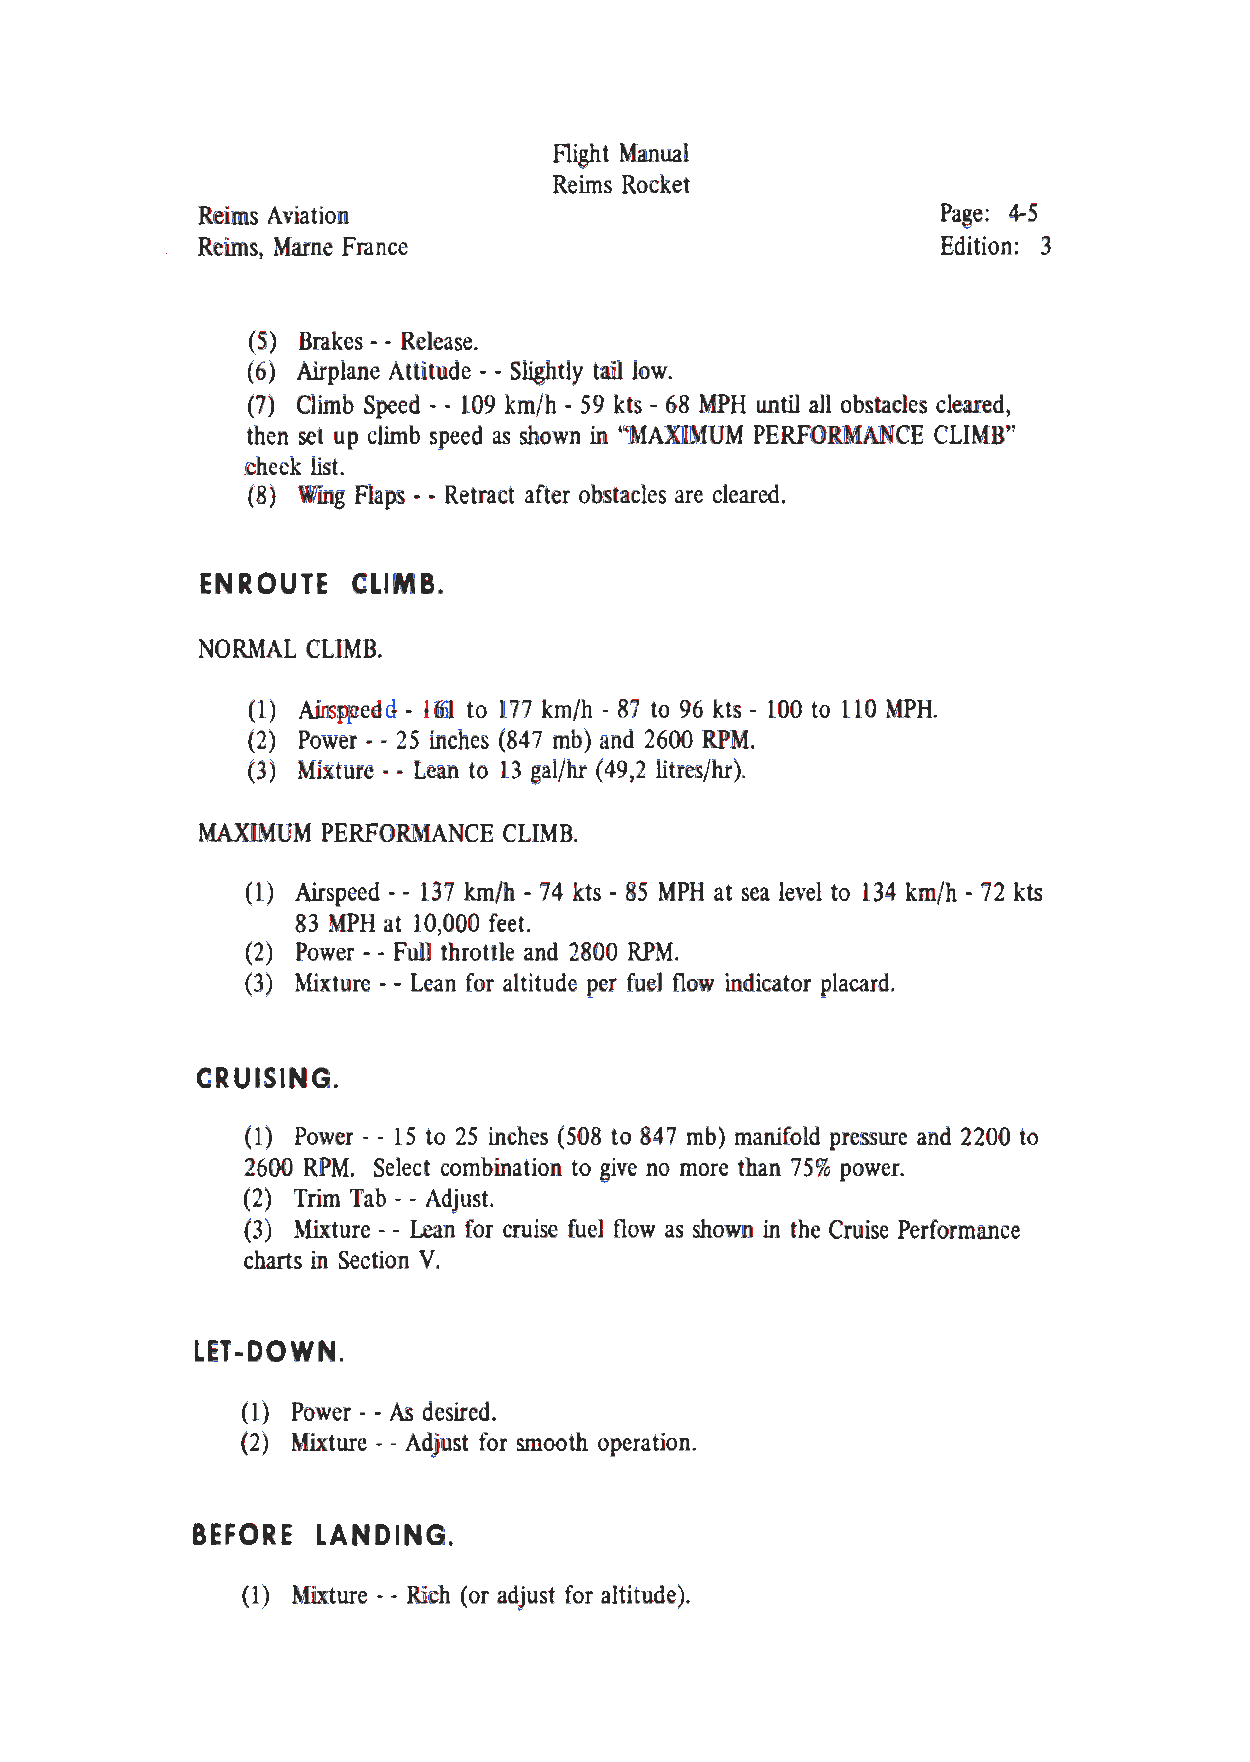 Flight Manual
Reims Rocket
Reims Aviation Page: 4-5
Reims, Marne France Edition: 3
(5) Brakes - - Release.
(6) Airplane Attitude - - Slightly tail low.
(7) Climb Speed - - 109 km/h - 59 kts - 68 MPH until all obstacles cleared,
then set up climb speed as shown in “MAXIMUM PERFORMANCE CLIMB”
check list.
(8) Wing Flaps - - Retract after obstacles are cleared.
ENROUTE CLIMB.
NORMAL CLIMB.
(1) Airspeed - - 161 to 177 km/h - 87 to 96 kts - 100 to 110 MPH.
(2) Power - - 25 inches (847 mb) and 2600 RPM.
(3) Mixture - - Lean to 13 gal/hr (49,2 litres/hr).
MAXIMUM PERFORMANCE CLIMB.
(1) Airspeed - - 137 km/h - 74 kts - 85 MPH at sea level to 134 km/h - 72 kts
83 MPH at 10,000 feet.
(2) Power - - Full throttle and 2800 RPM.
(3) Mixture - - Lean for altitude per fuel flow indicator placard.
CRUISING.
(1) Power - - 15 to 25 inches (508 to 847 mb) manifold pressure and 2200 to
2600 RPM. Select combination to give no more than 75% power.
(2) Trim Tab - - Adjust.
(3) Mixture - - Lean for cruise fuel flow as shown in the Cruise Performance
charts in Section V.
LET-DOWN.
(1) Power - - As desired.
(2) Mixture - - Adjust for smooth operation.
BEFORE LANDING.
(1) Mixture - - Rich (or adjust for altitude).